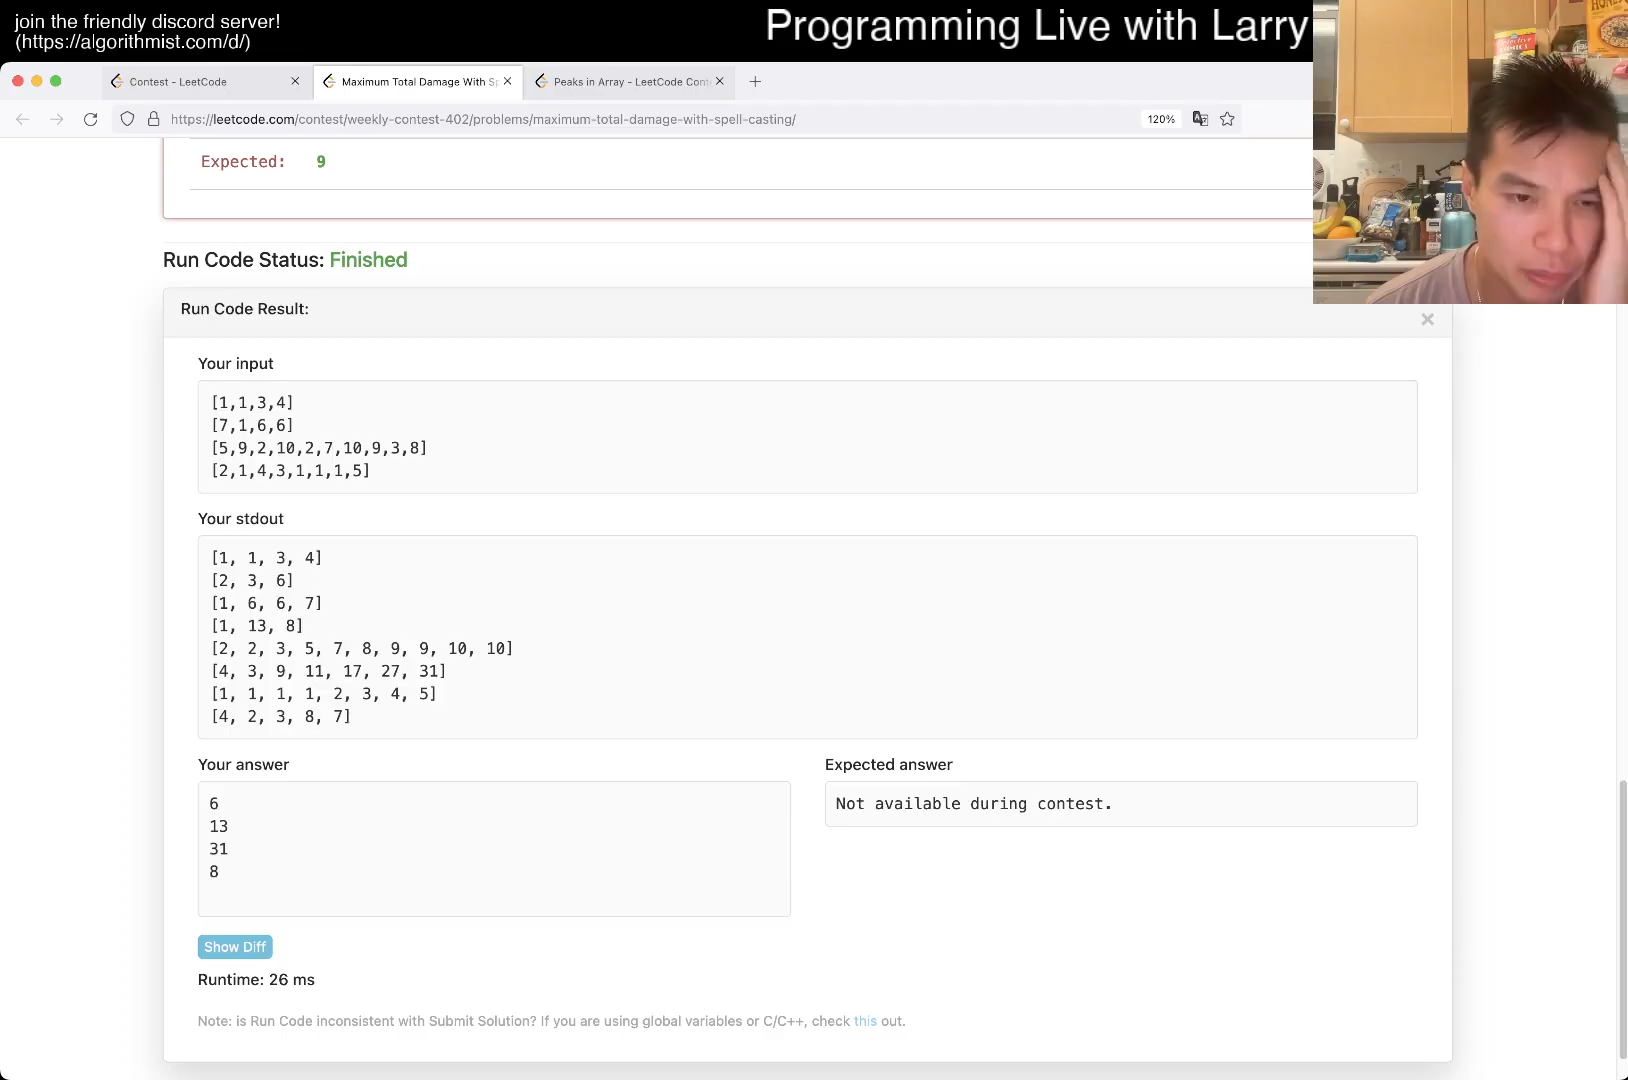 join the friendly discord server!
(https://algorithmist.com/d/)
Programming Live with Larry
Contest - LeetCode
Maximum Total Damage With Sp
Peaks in Array - LeetCode Cont
https://leetcode.com/contest/weekly-contest-402/problems/maximum-total-damage-with-spell-casting/
120%
Expected: 9
Run Code Status: Finished
Run Code Result:
Your input
[1,1,3,4]
[7,1,6,6]
[5,9,2,10,2,7,10,9,3,8]
[2,1,4,3,1,1,1,5]
Your stdout
[1, 1, 3, 4]
[2, 3, 6]
[1, 6, 6, 7]
[1, 13, 8]
[2, 2, 3, 5, 7, 8, 9, 9, 10, 10]
[4, 3, 9, 11, 17, 27, 31]
[1, 1, 1, 1, 2, 3, 4, 5]
[4, 2, 3, 8, 7]
Your answer
6
13
31
8
Expected answer
Not available during contest.
Show Diff
Runtime: 26 ms
Note: is Run Code inconsistent with Submit Solution? If you are using global variables or C/C++, check this out.